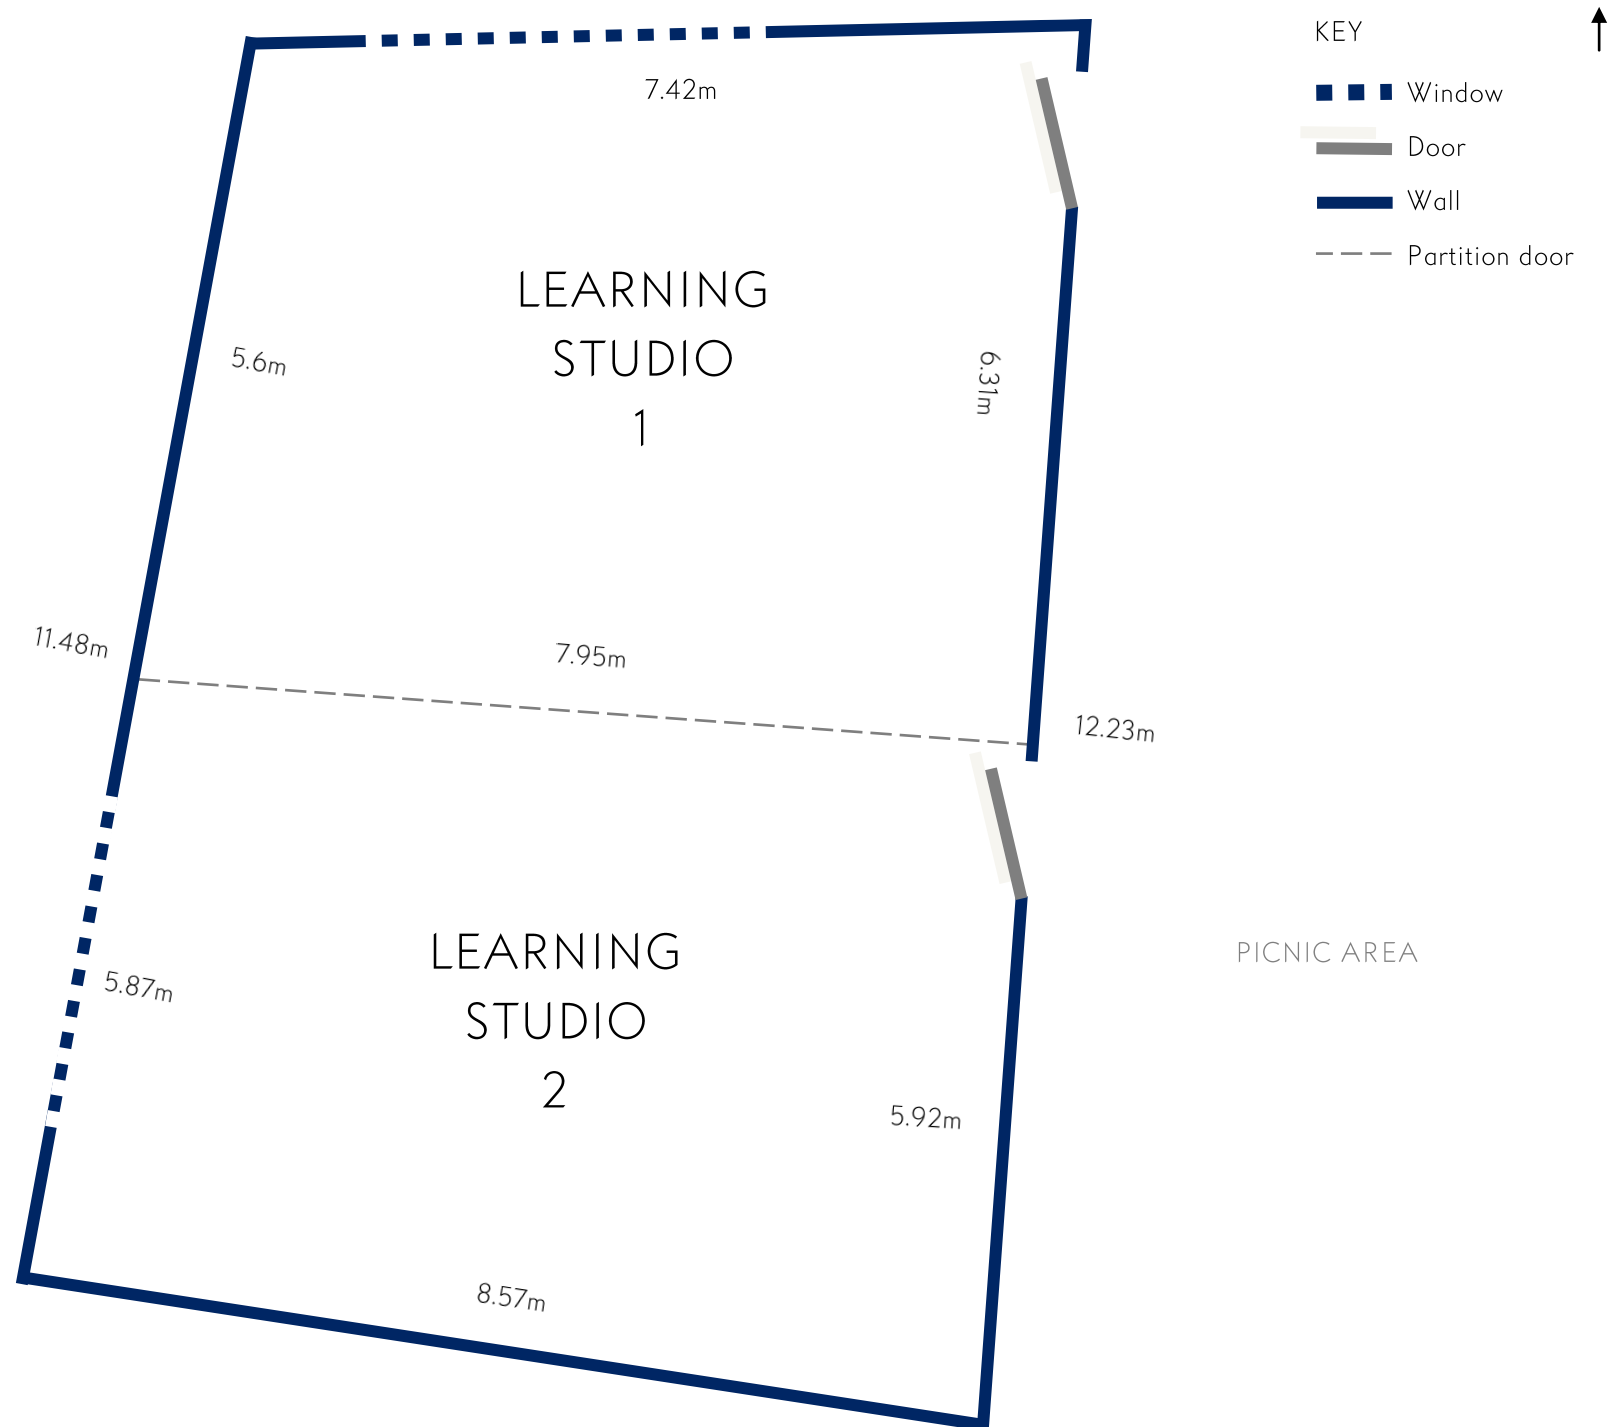 KEY
Window
Door
Wall
Partition door
7.42m
LEARNING
STUDIO
1
5.6m
6.31m
11.48m
7.95m
12.23m
LEARNING
STUDIO
2
5.87m
PICNIC AREA
5.92m
8.57m